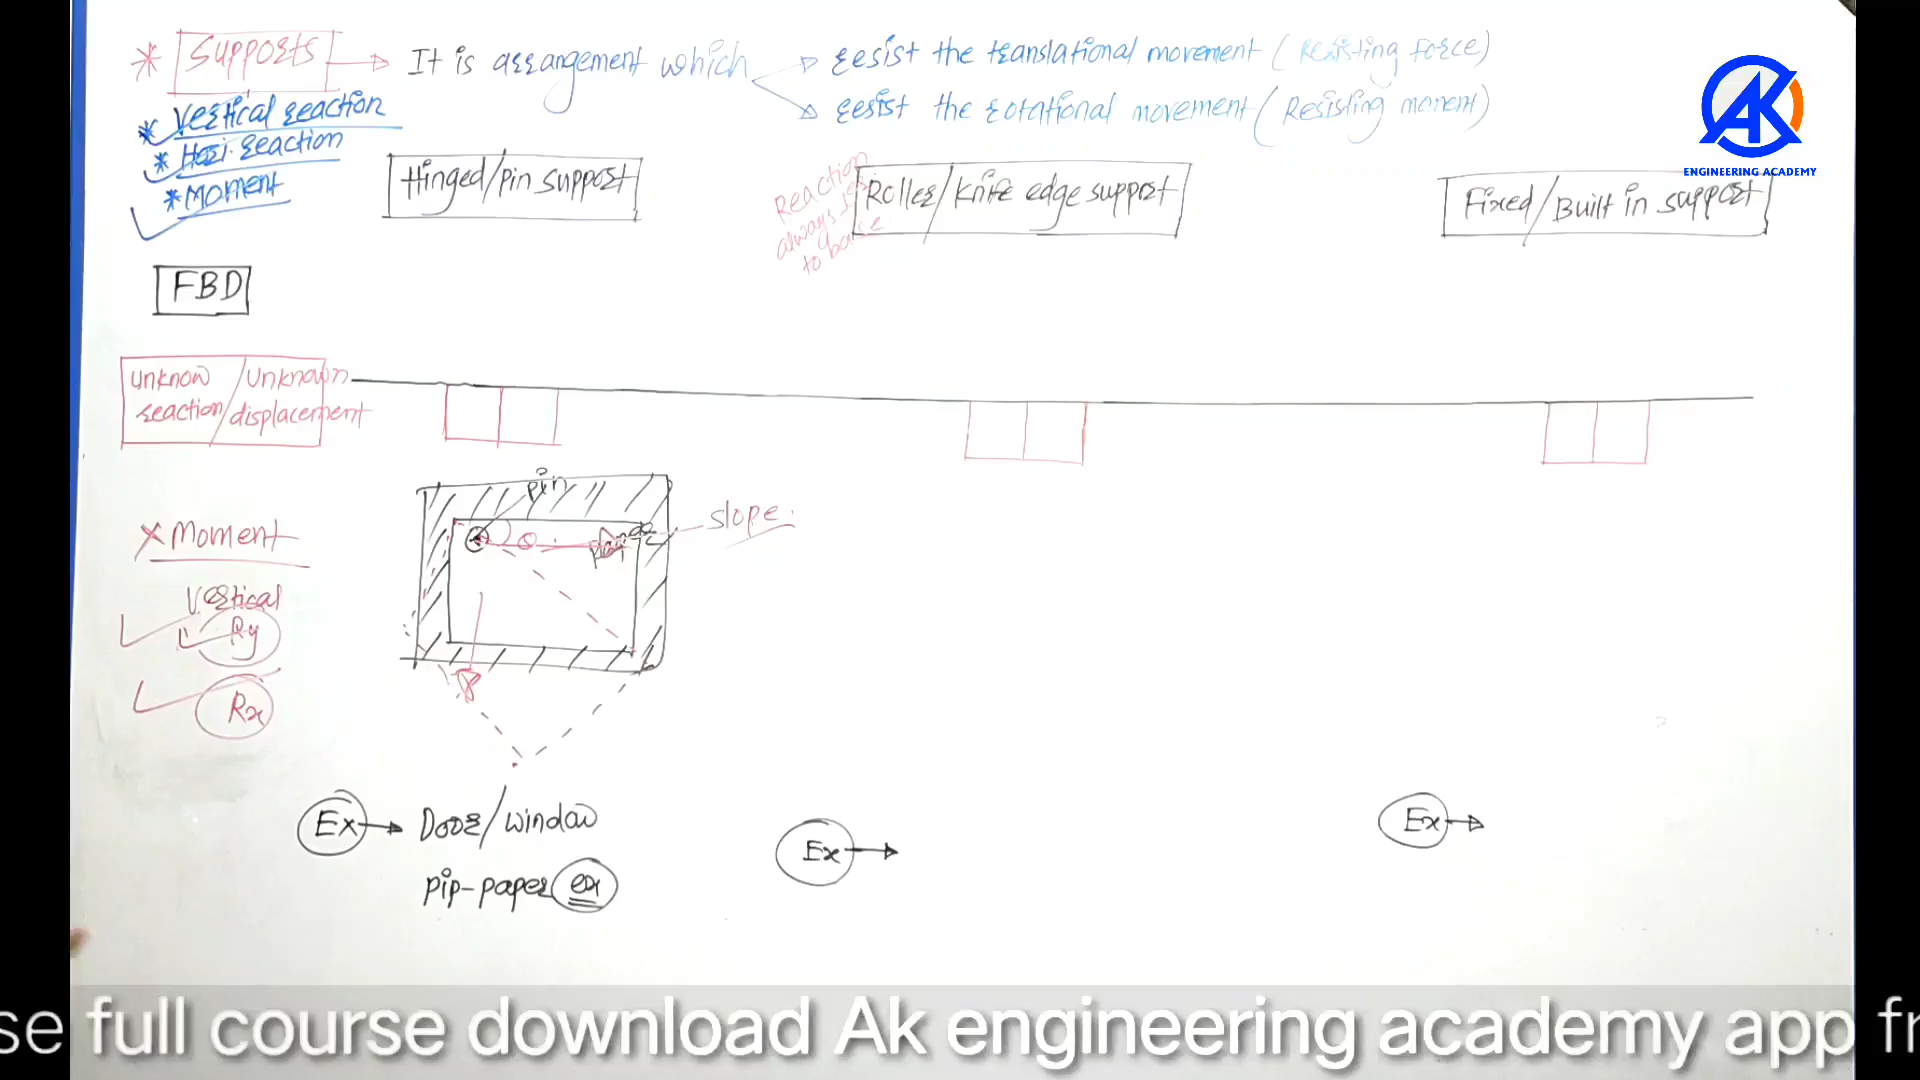 * Supports → It is arrangement which
→ resist the translational movement (Resisting force)
→ resist the rotational movement (Resisting moment)
AK
ENGINEERING ACADEMY
* Vertical reaction
* Hori. reaction
* Moment
Hinged/pin support
Reaction
always
to base
Roller/Knife edge support
Fixed/Built in support
FBD
unknow reaction/unknown displacement
pin
slope.
× Moment
Vertical
Ry
Rx
Ex → Door/window
pip-paper ex
Ex →
Ex →
se full course download Ak engineering academy app fr